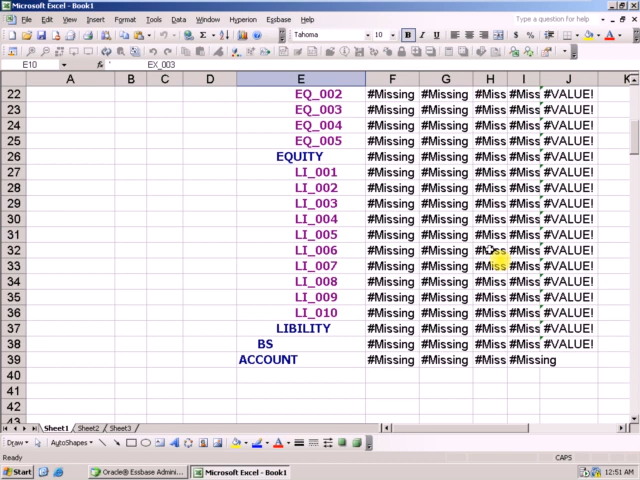 Microsoft Excel - Book1
File Edit View Insert Format Tools Data Window Hyperion Essbase Help Type a question for help
Tahoma 10 B I U $ %
E10 ' EX_003
A B C D E F G H I J K
22 EQ_002 #Missing #Missing #Miss #Miss #VALUE!
23 EQ_003 #Missing #Missing #Miss #Miss #VALUE!
24 EQ_004 #Missing #Missing #Miss #Miss #VALUE!
25 EQ_005 #Missing #Missing #Miss #Miss #VALUE!
26 EQUITY #Missing #Missing #Miss #Miss #VALUE!
27 LI_001 #Missing #Missing #Miss #Miss #VALUE!
28 LI_002 #Missing #Missing #Miss #Miss #VALUE!
29 LI_003 #Missing #Missing #Miss #Miss #VALUE!
30 LI_004 #Missing #Missing #Miss #Miss #VALUE!
31 LI_005 #Missing #Missing #Miss #Miss #VALUE!
32 LI_006 #Missing #Missing #Miss #Miss #VALUE!
33 LI_007 #Missing #Missing #Miss #Miss #VALUE!
34 LI_008 #Missing #Missing #Miss #Miss #VALUE!
35 LI_009 #Missing #Missing #Miss #Miss #VALUE!
36 LI_010 #Missing #Missing #Miss #Miss #VALUE!
37 LIBILITY #Missing #Missing #Miss #Miss #VALUE!
38 BS #Missing #Missing #Miss #Miss #VALUE!
39 ACCOUNT #Missing #Missing #Miss #Missing
40
41
42
43
Sheet1 Sheet2 Sheet3
Draw AutoShapes
Ready CAPS
Start Oracle® Essbase Admini... Microsoft Excel - Book1 12:51 AM